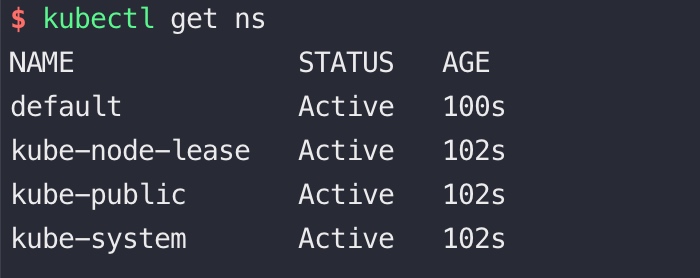 $ kubectl get ns
NAME              STATUS   AGE
default           Active   100s
kube-node-lease   Active   102s
kube-public       Active   102s
kube-system       Active   102s